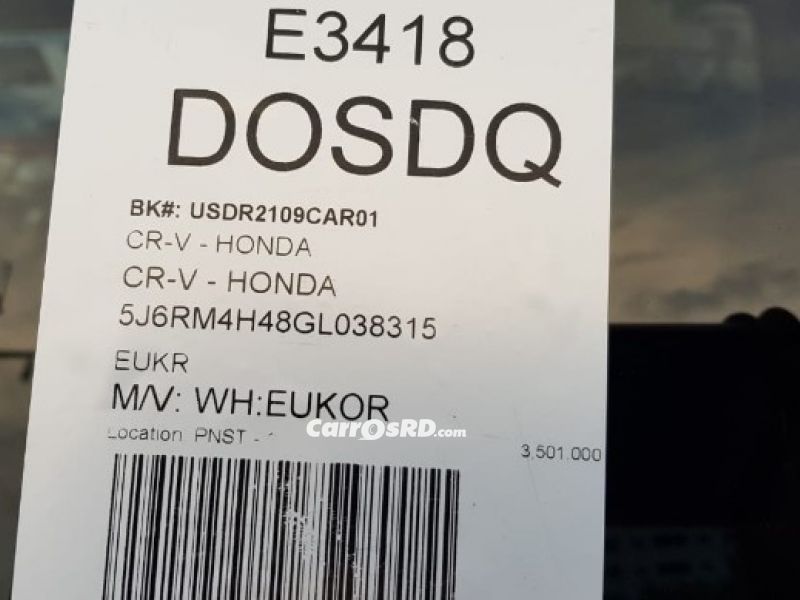 E3418
DOSDQ
BK#: USDR2109CAR01
CR-V - HONDA
CR-V - HONDA
5J6RM4H48GL038315
EUKR
M/V: WH:EUKOR
Location: PNST -
CarrosRD.com
3,501.000